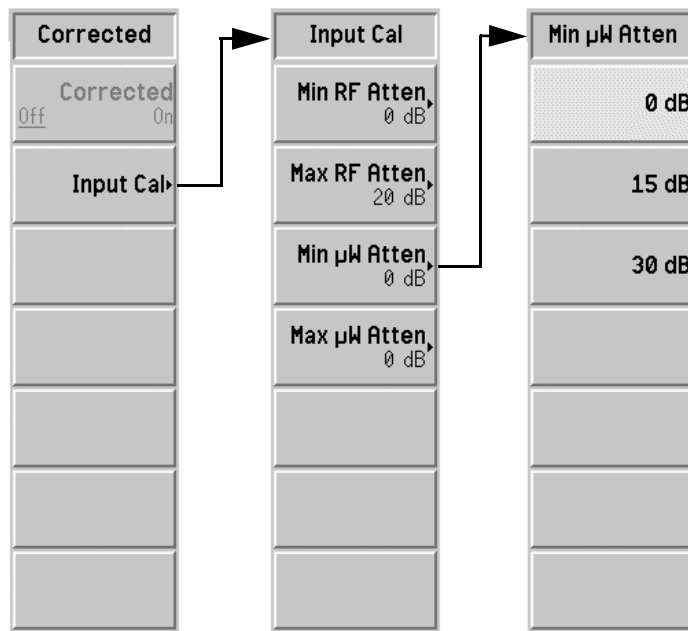 Corrected
Corrected
Off On
Input Cal
Input Cal
Min RF Atten
0 dB
Max RF Atten
20 dB
Min µW Atten
0 dB
Max µW Atten
0 dB
Min µW Atten
0 dB
15 dB
30 dB